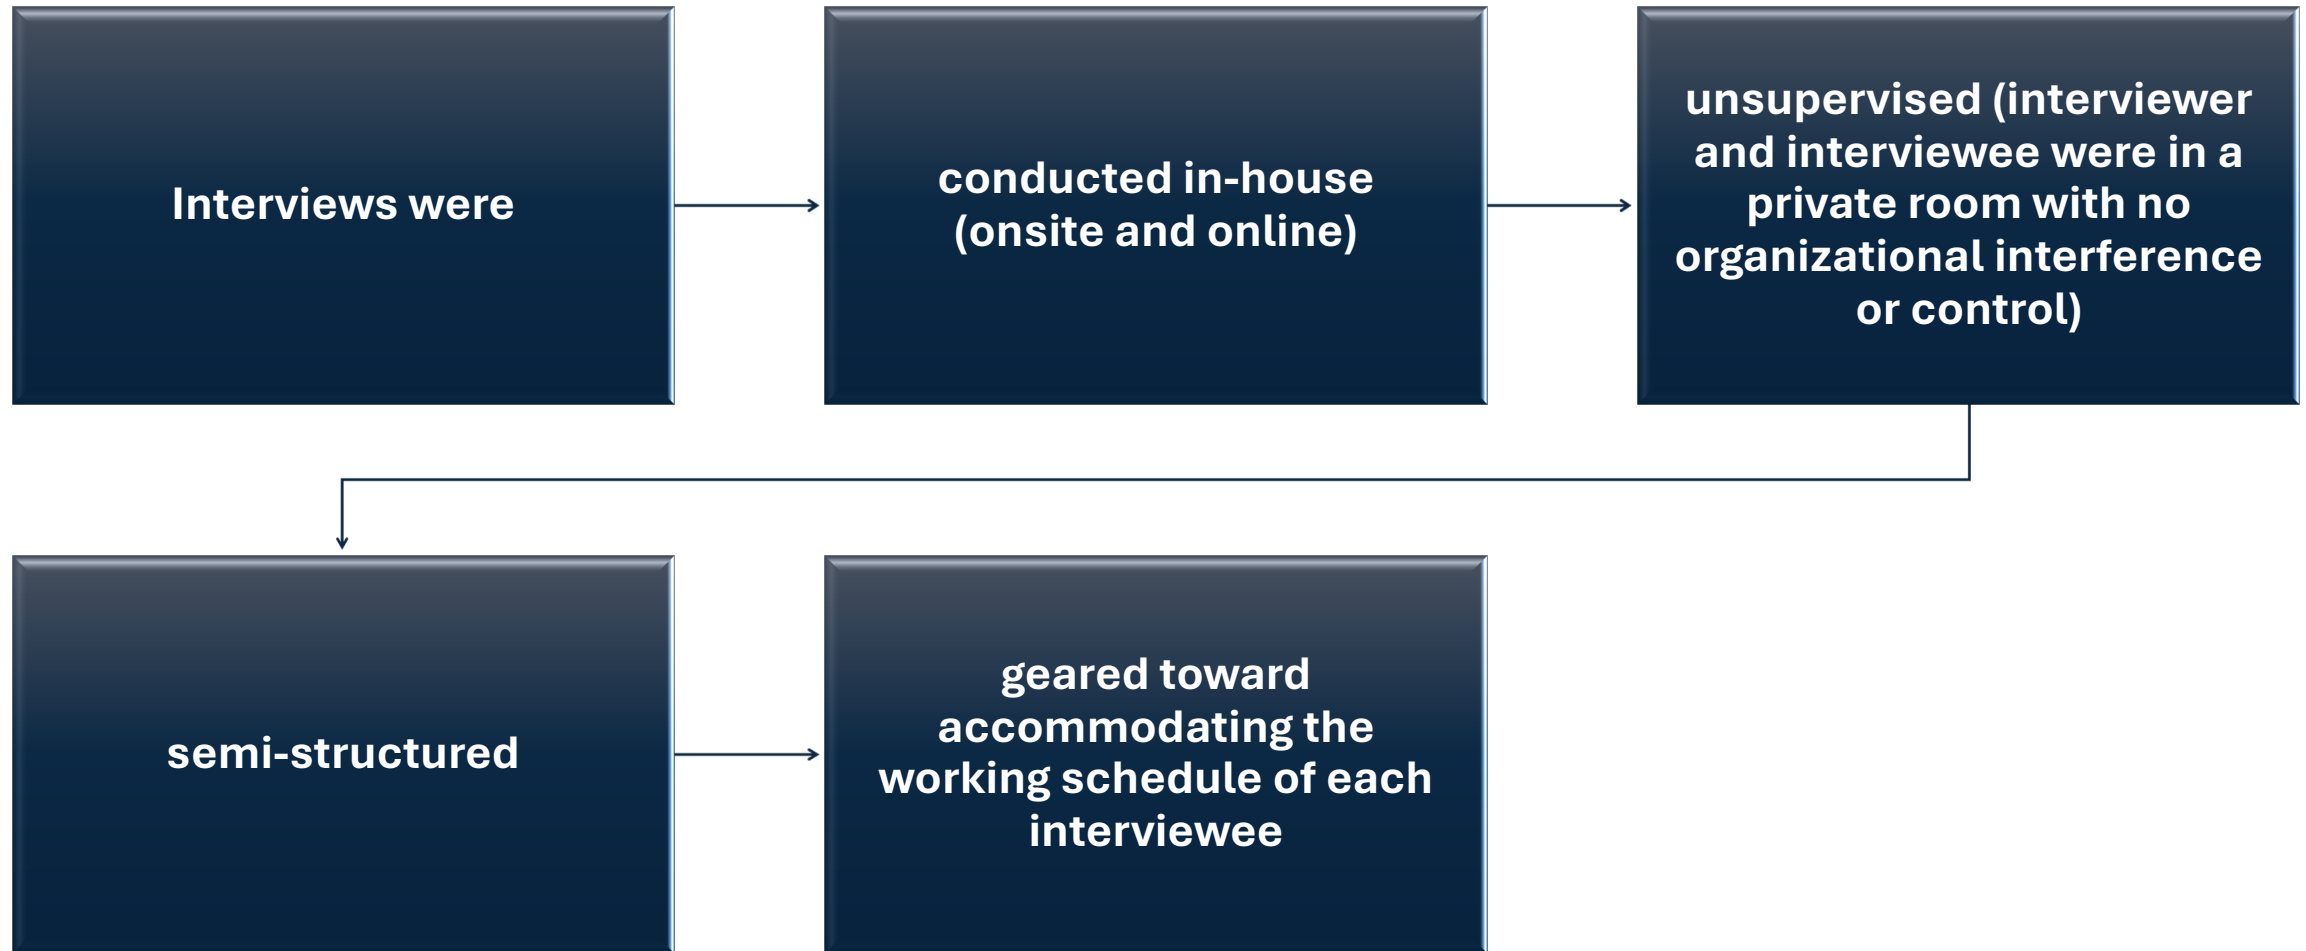 Interviews were
conducted in-house
(onsite and online)
unsupervised (interviewer
and interviewee were in a
private room with no
organizational interference
or control)
semi-structured
geared toward
accommodating the
working schedule of each
interviewee